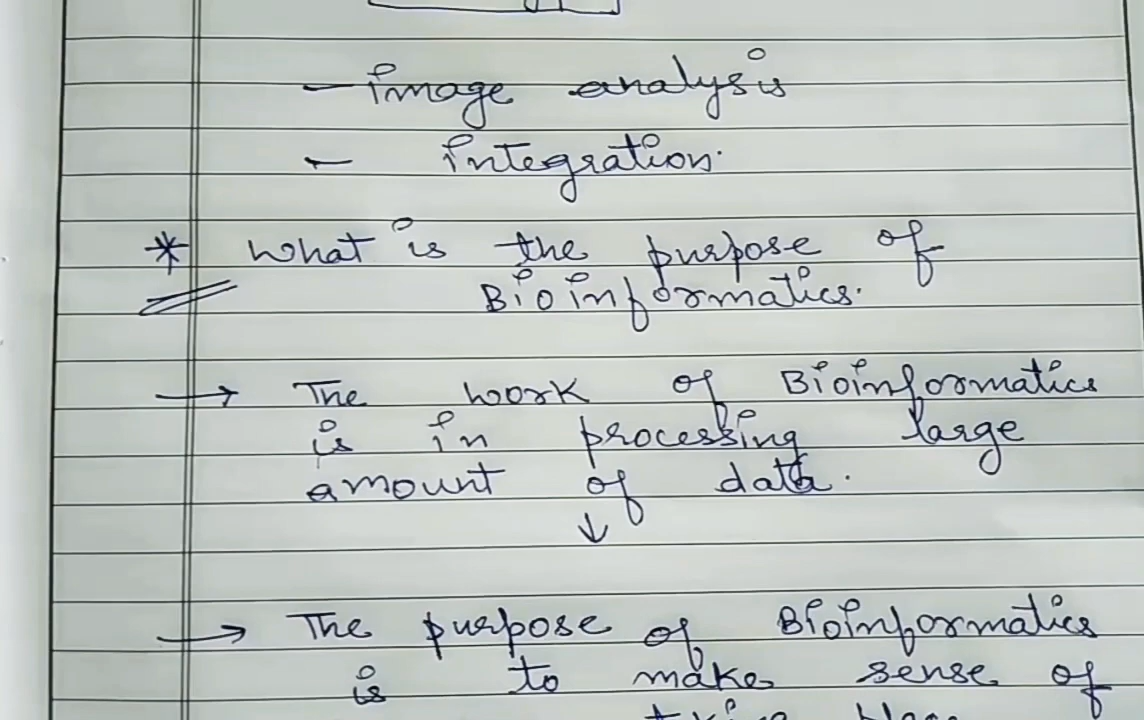 - image analysis
- integration.
* What is the purpose of
Bioinformatics.
→ The work of Bioinformatics
is in processing large
amount of data.
↓
→ The purpose of Bioinformatics
is to make sense of